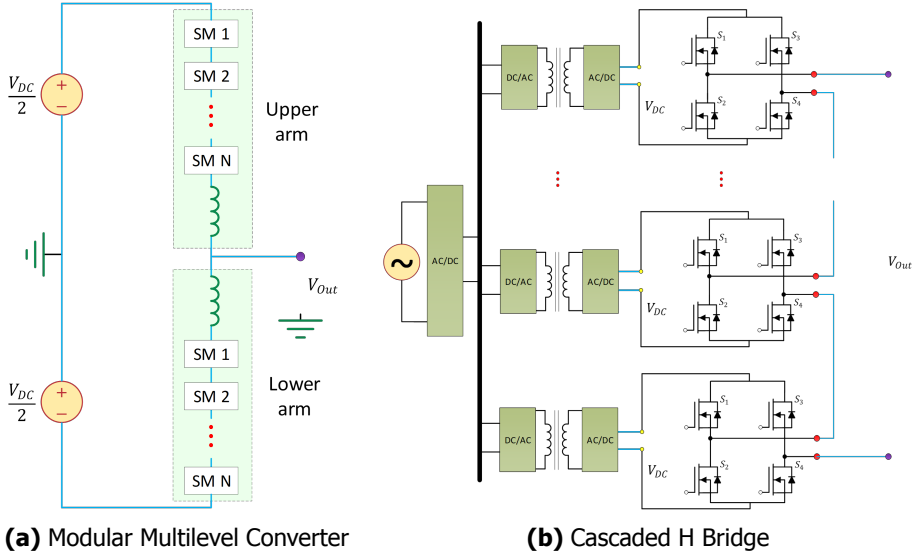 SM 1
SM 2
SM N
Upper
arm
V_DC/2
V_Out
SM 1
SM 2
SM N
Lower
arm
V_DC/2
(a) Modular Multilevel Converter
AC/DC
DC/AC
AC/DC
V_DC
S1
S3
S2
S4
DC/AC
AC/DC
V_DC
S1
S3
S2
S4
V_Out
DC/AC
AC/DC
V_DC
S1
S3
S2
S4
(b) Cascaded H Bridge